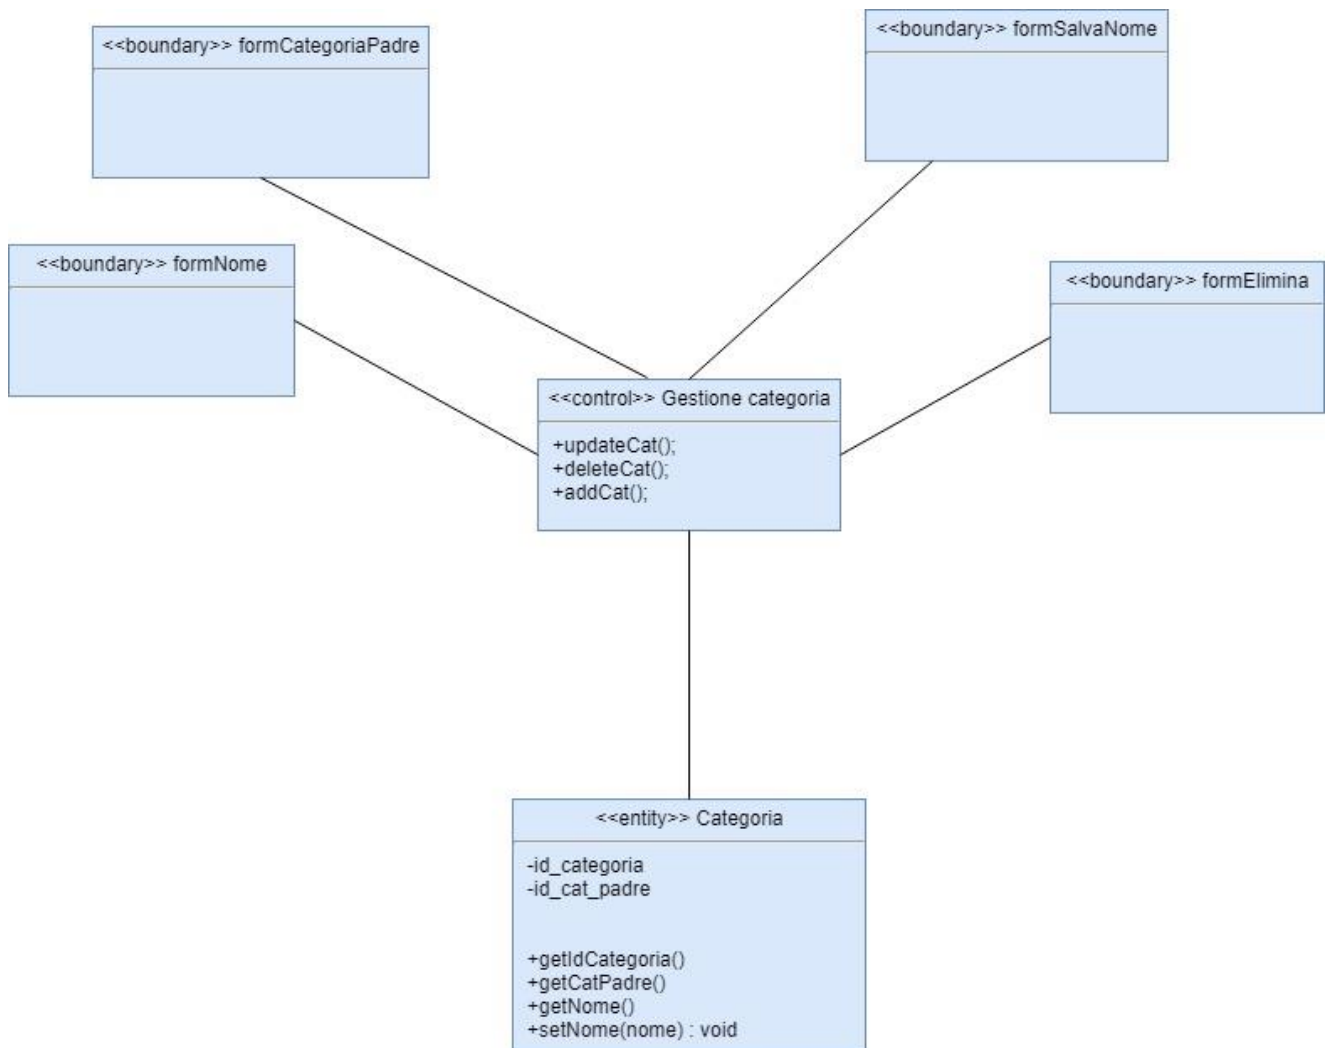 <<boundary>> formCategoriaPadre
<<boundary>> formSalvaNome
<<boundary>> formNome
<<boundary>> formElimina
<<control>> Gestione categoria
+updateCat();
+deleteCat();
+addCat();
<<entity>> Categoria
-id_categoria
-id_cat_padre
+getIdCategoria()
+getCatPadre()
+getNome()
+setNome(nome) : void